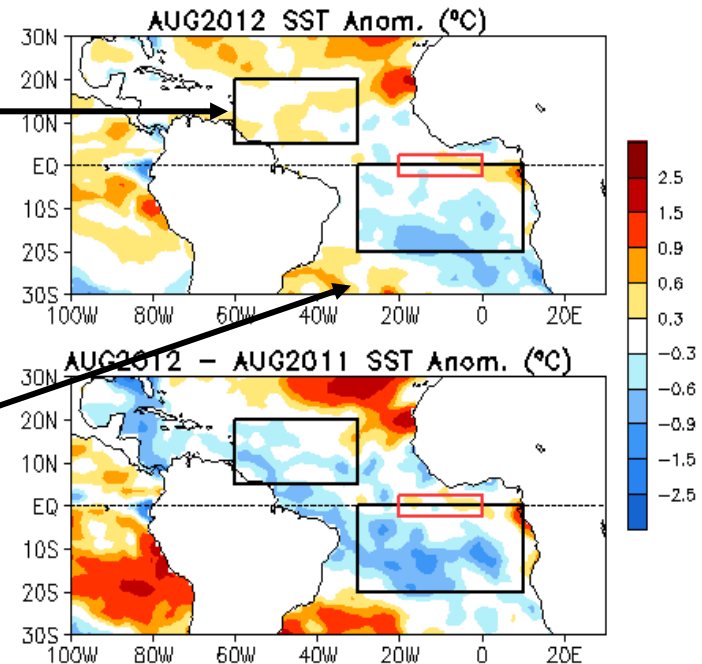 AUG2012 SST Anom. (ºC)
30N
20N
10N
EQ
10S
20S
30S
100W 80W 60W 40W 20W 0 20E
AUG2012 – AUG2011 SST Anom. (ºC)
30N
20N
10N
EQ
10S
20S
30S
100W 80W 60W 40W 20W 0 20E
2.5
1.5
0.9
0.6
0.3
-0.3
-0.6
-0.9
-1.5
-2.5